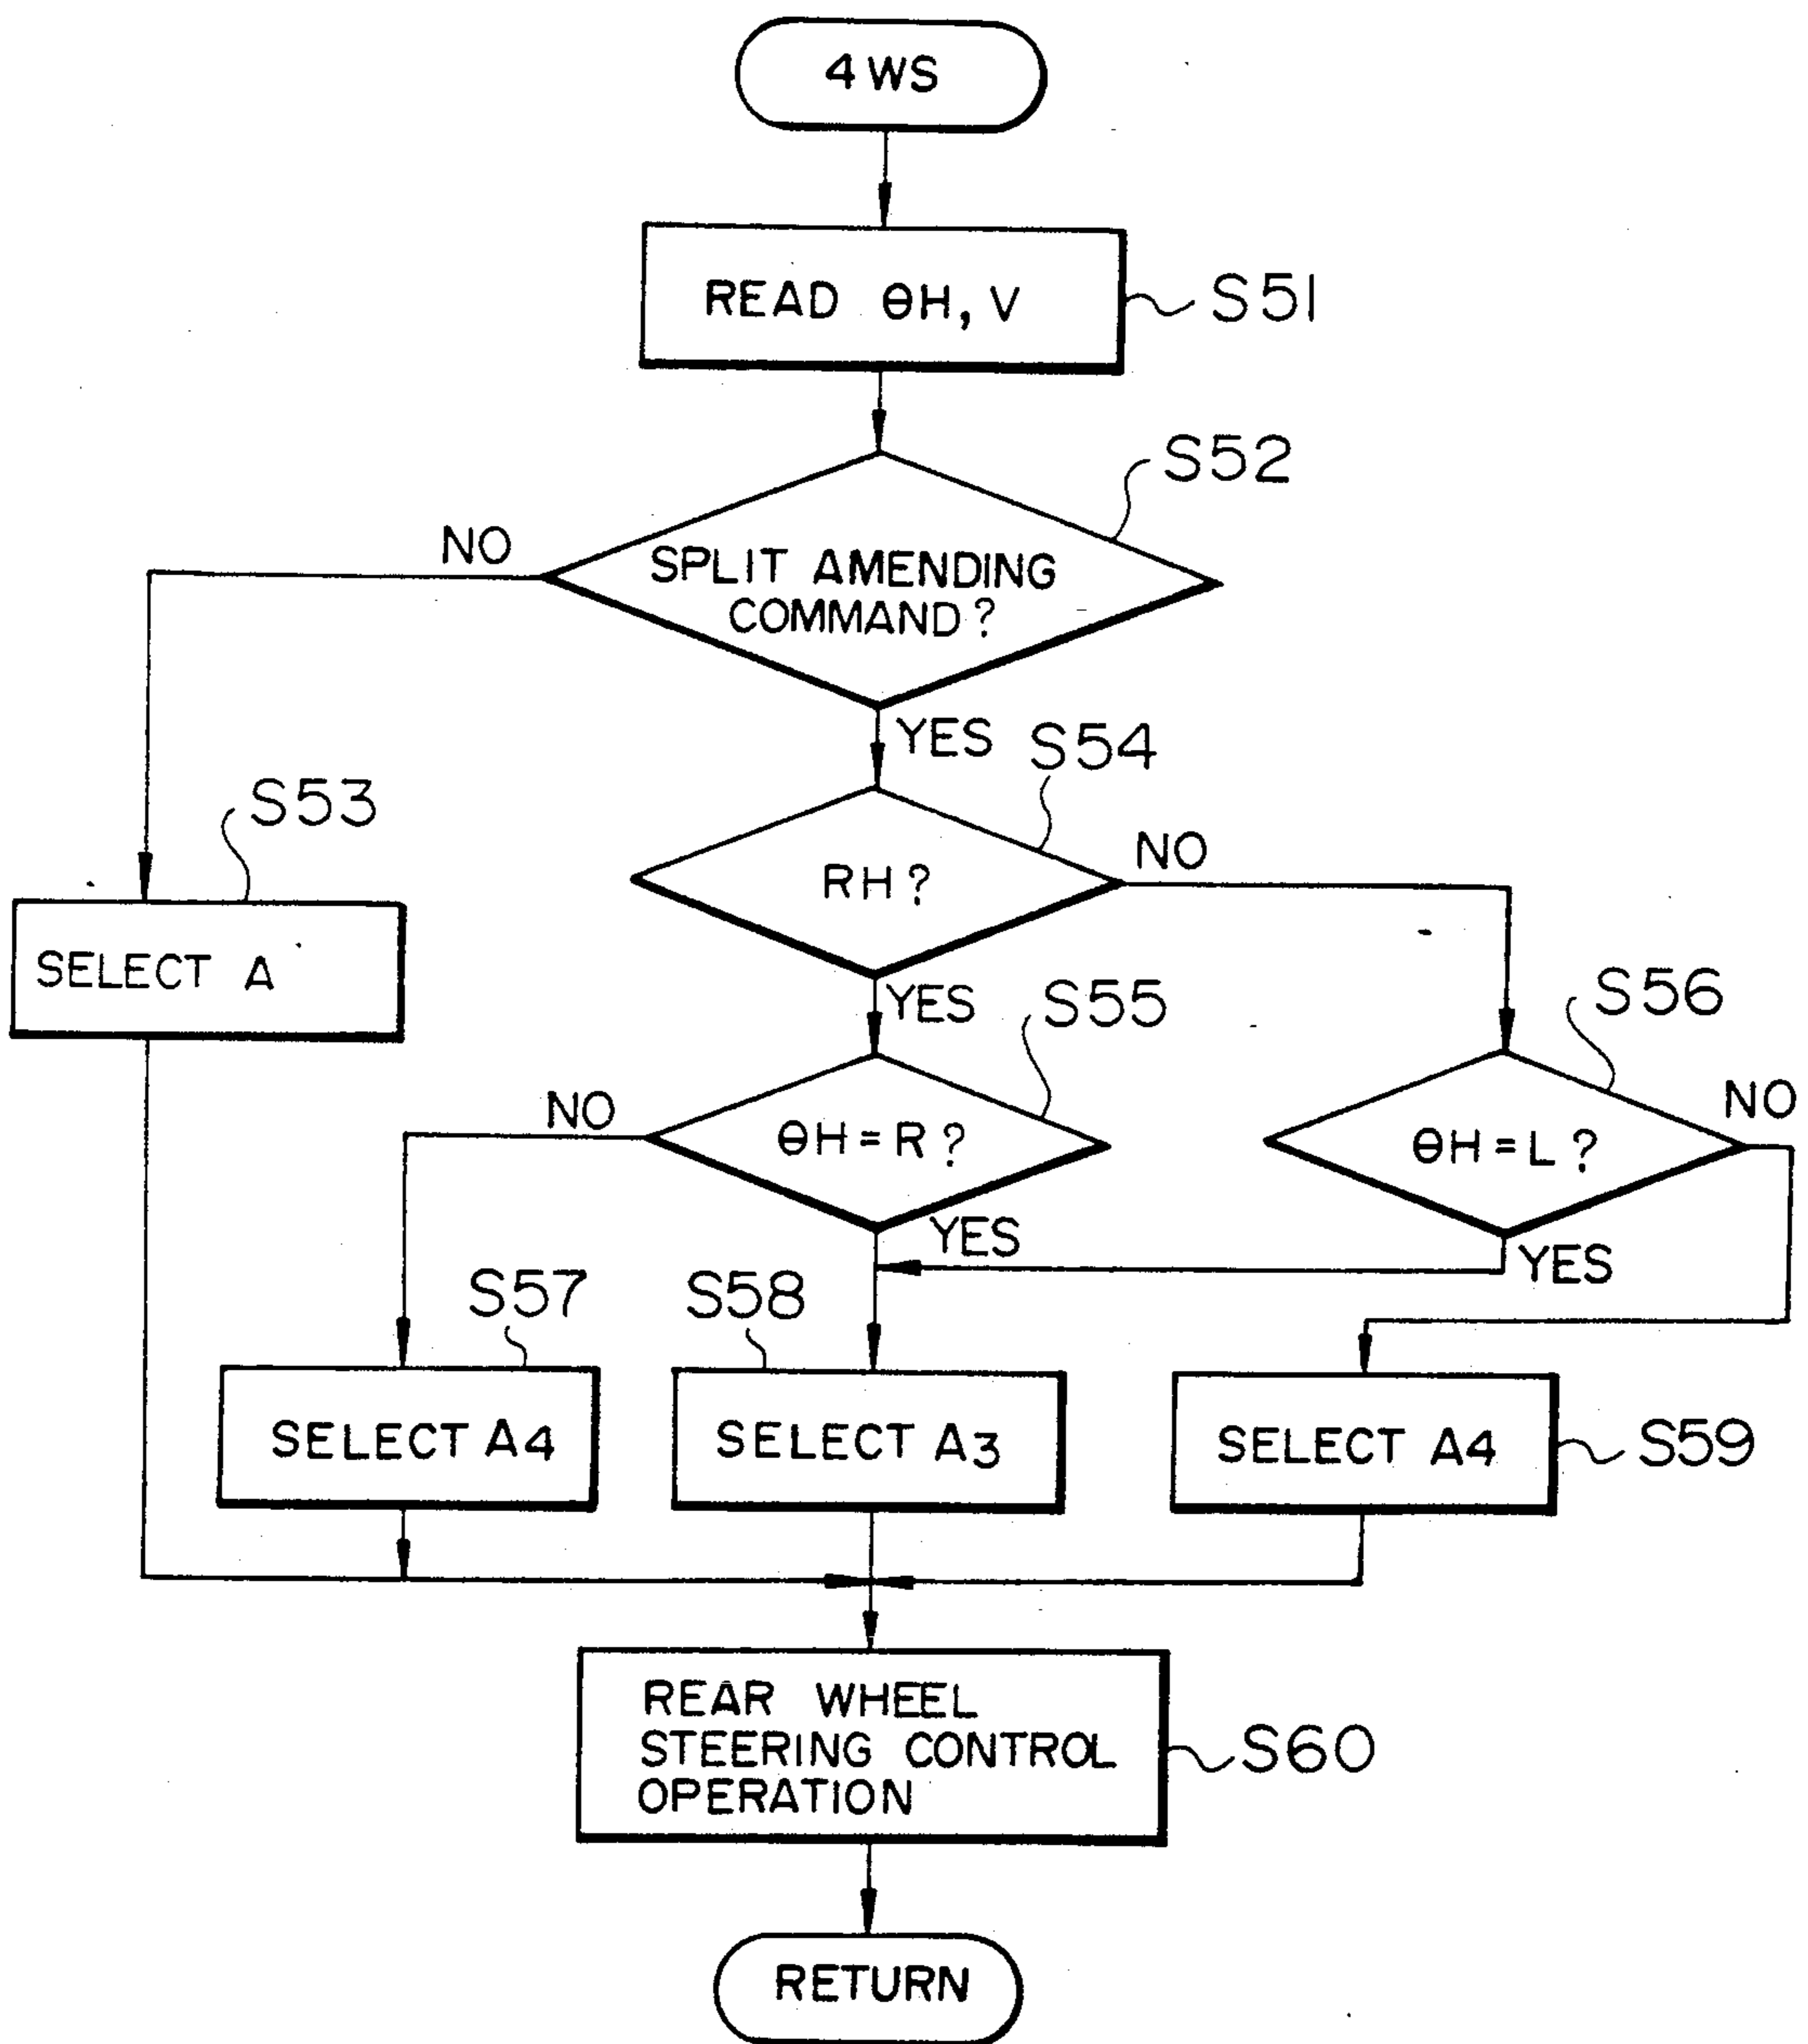 4WS
READ θH, V
S51
S52
NO
SPLIT AMENDING
COMMAND?
YES
S54
S53
RH?
NO
SELECT A
YES
S55
S56
NO
θH=R?
θH=L?
NO
YES
YES
S57
S58
SELECT A4
SELECT A3
SELECT A4
S59
REAR WHEEL
STEERING CONTROL
OPERATION
S60
RETURN